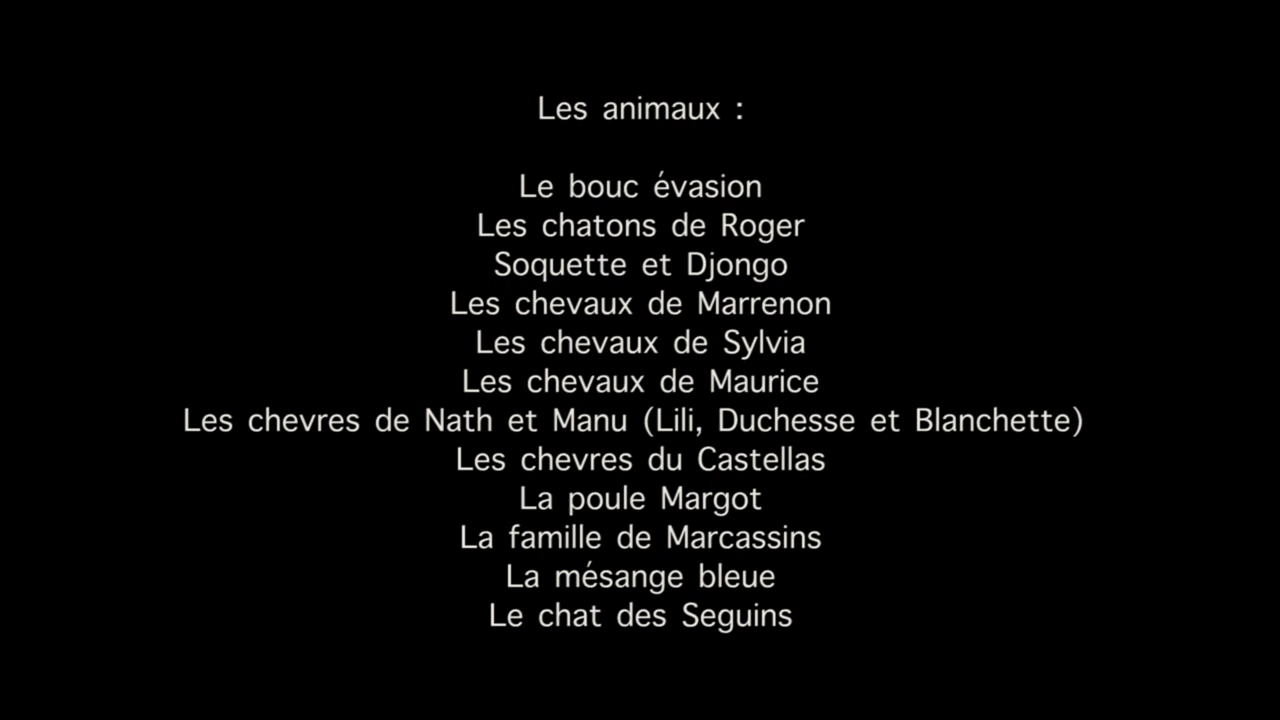 Les animaux :
Le bouc évasion
Les chatons de Roger
Soquette et Djongo
Les chevaux de Marrenon
Les chevaux de Sylvia
Les chevaux de Maurice
Les chevres de Nath et Manu (Lili, Duchesse et Blanchette)
Les chevres du Castellas
La poule Margot
La famille de Marcassins
La mésange bleue
Le chat des Seguins